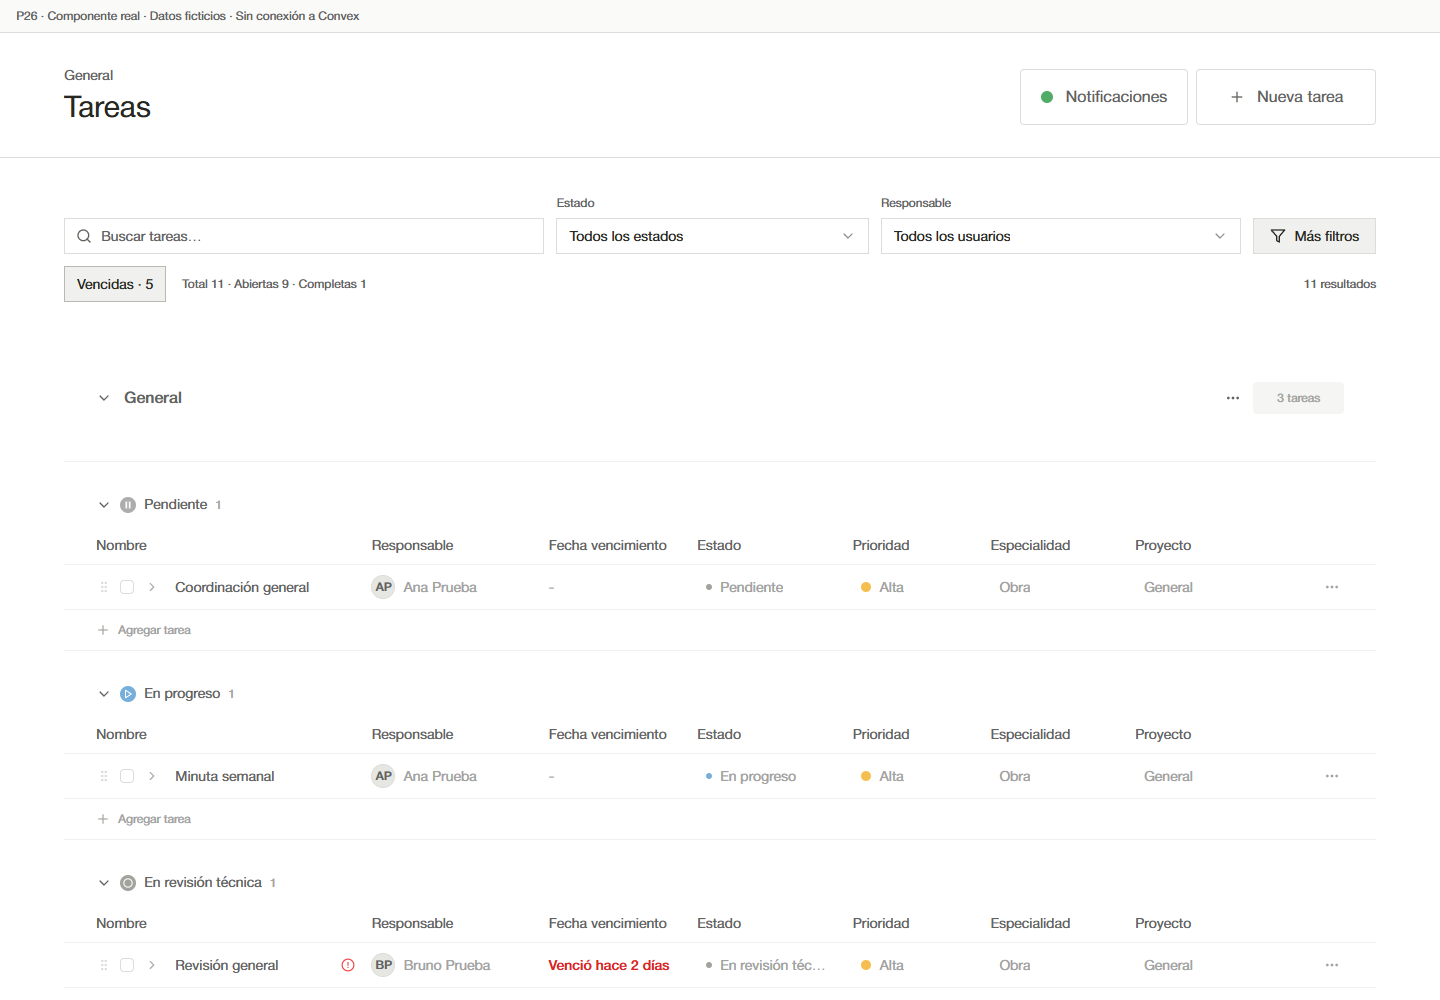 P26 · Componente real · Datos ficticios · Sin conexión a Convex
General
Tareas
Notificaciones
Nueva tarea
Estado
Responsable
Buscar tareas…
Todos los estados
Todos los usuarios
Más filtros
Vencidas · 5
Total 11 · Abiertas 9 · Completas 1
11 resultados
General
3 tareas
Pendiente 1
Nombre Responsable Fecha vencimiento Estado Prioridad Especialidad Proyecto
Coordinación general AP Ana Prueba - Pendiente Alta Obra General
Agregar tarea
En progreso 1
Nombre Responsable Fecha vencimiento Estado Prioridad Especialidad Proyecto
Minuta semanal AP Ana Prueba - En progreso Alta Obra General
Agregar tarea
En revisión técnica 1
Nombre Responsable Fecha vencimiento Estado Prioridad Especialidad Proyecto
Revisión general BP Bruno Prueba Venció hace 2 días En revisión téc… Alta Obra General